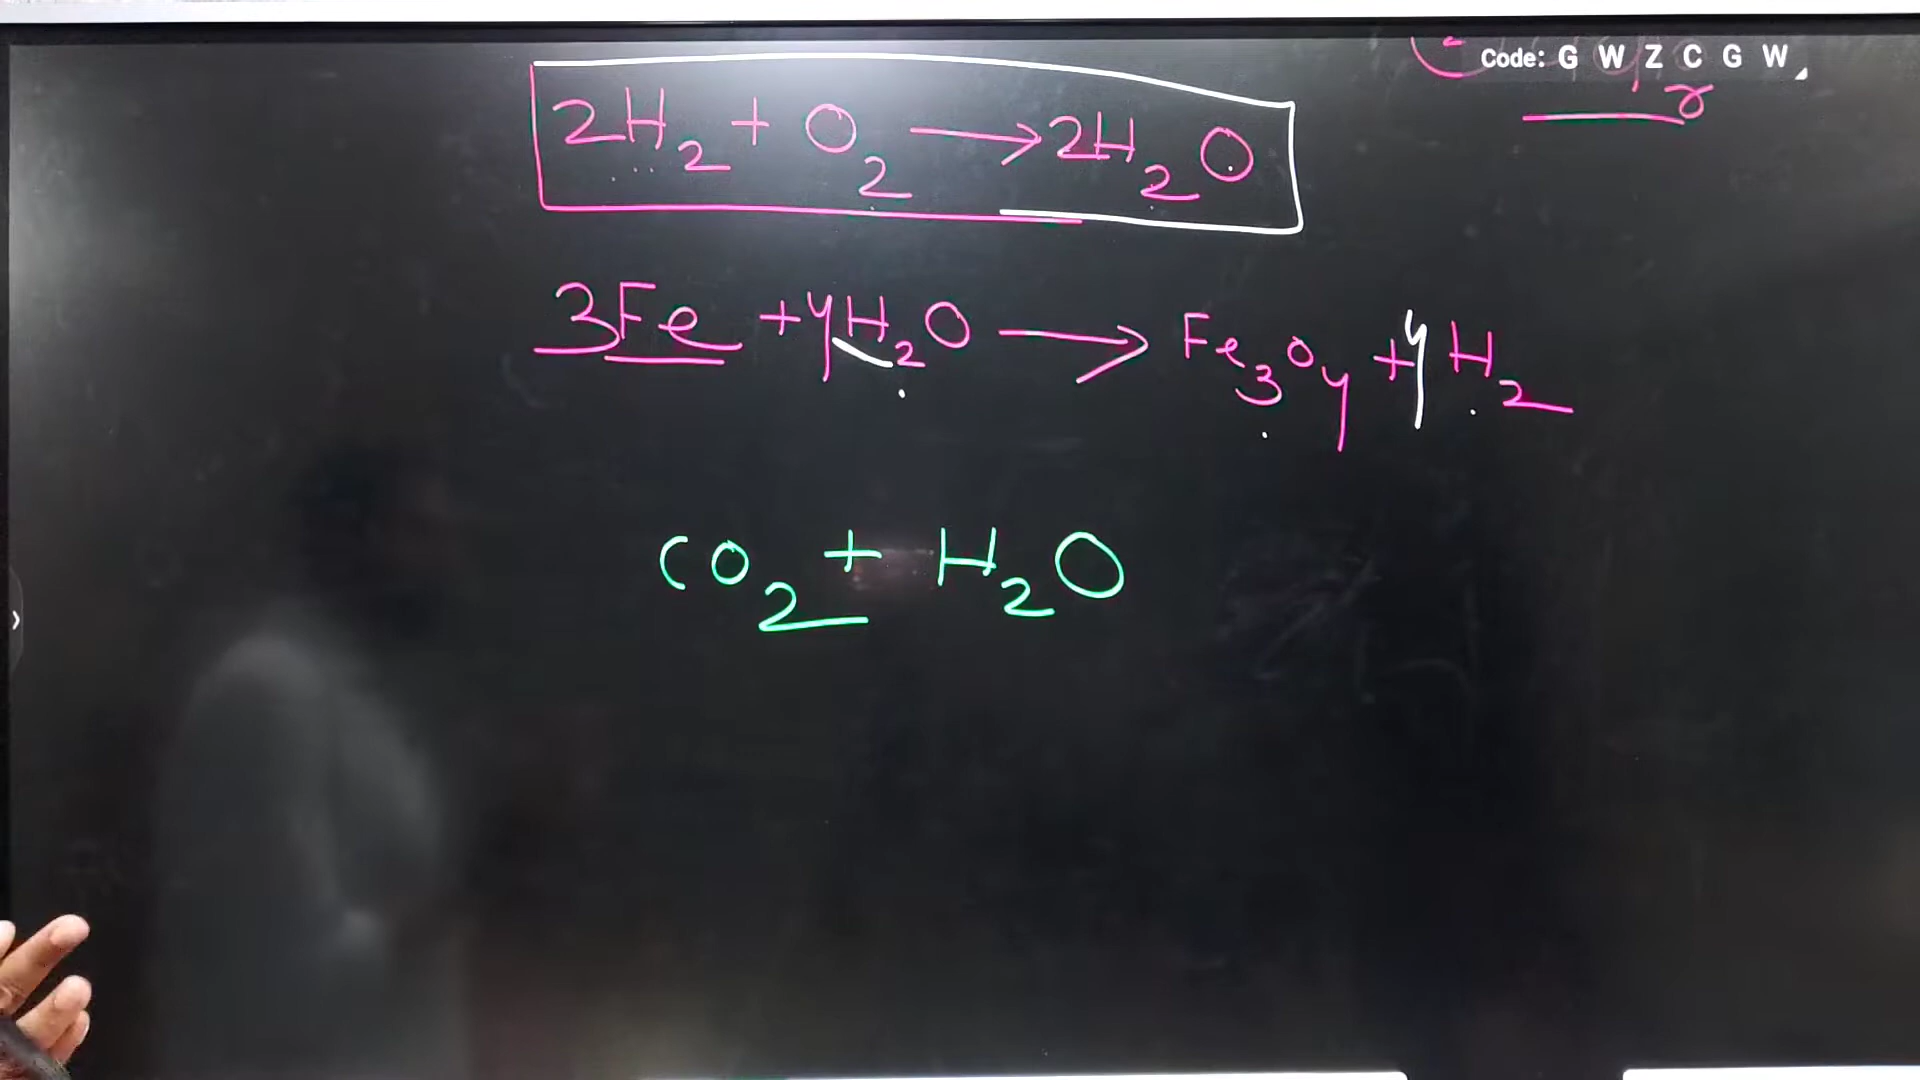 Code: G W Z C G W
2H₂ + O₂ → 2H₂O
3Fe + 4H₂O → Fe₃O₄ + 4H₂
CO₂ + H₂O